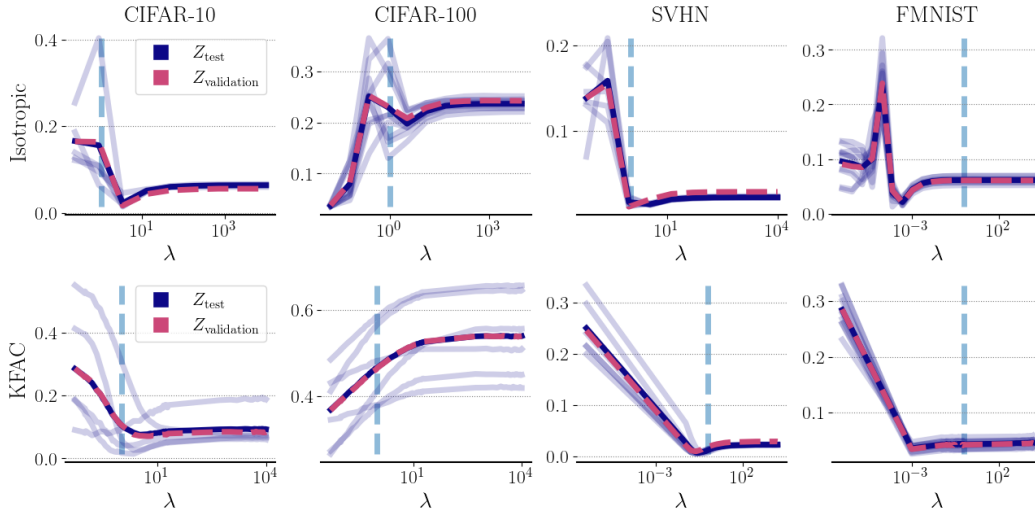 CIFAR-10 CIFAR-100 SVHN FMNIST
Isotropic
0.4
0.2
0.0
Z_test
Z_validation
10^1 10^3
λ
0.3
0.2
0.1
10^0 10^3
λ
0.2
0.1
10^1 10^4
λ
0.3
0.2
0.1
0.0
10^-3 10^2
λ
KFAC
0.4
0.2
0.0
Z_test
Z_validation
10^1 10^4
λ
0.6
0.4
10^1 10^4
λ
0.3
0.2
0.1
0.0
10^-3 10^2
λ
0.3
0.2
0.1
10^-3 10^2
λ